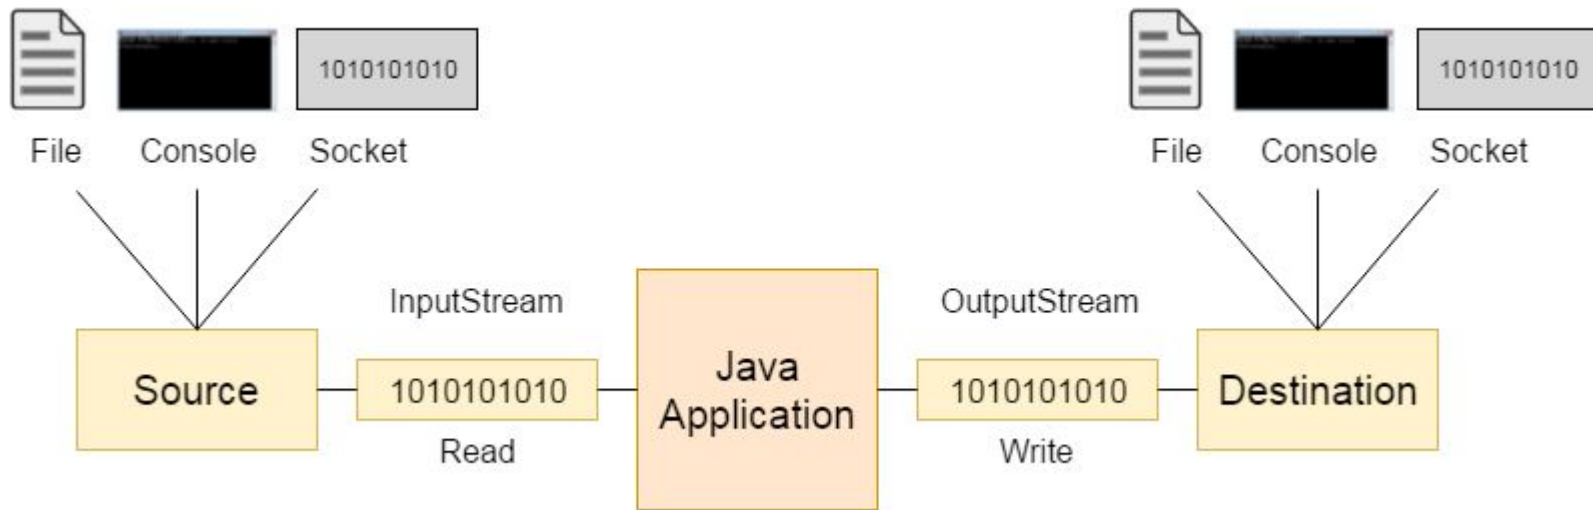 1010101010
1010101010
File Console Socket
File Console Socket
InputStream
OutputStream
Source
1010101010
Java
Application
1010101010
Destination
Read
Write